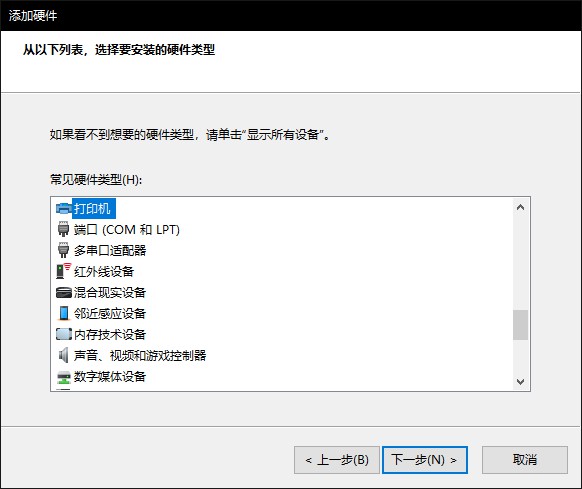 添加硬件
从以下列表，选择要安装的硬件类型
如果看不到想要的硬件类型，请单击“显示所有设备”。
常见硬件类型(H):
打印机
端口 (COM 和 LPT)
多串口适配器
红外线设备
混合现实设备
邻近感应设备
内存技术设备
声音、视频和游戏控制器
数字媒体设备
< 上一步(B)
下一步(N) >
取消